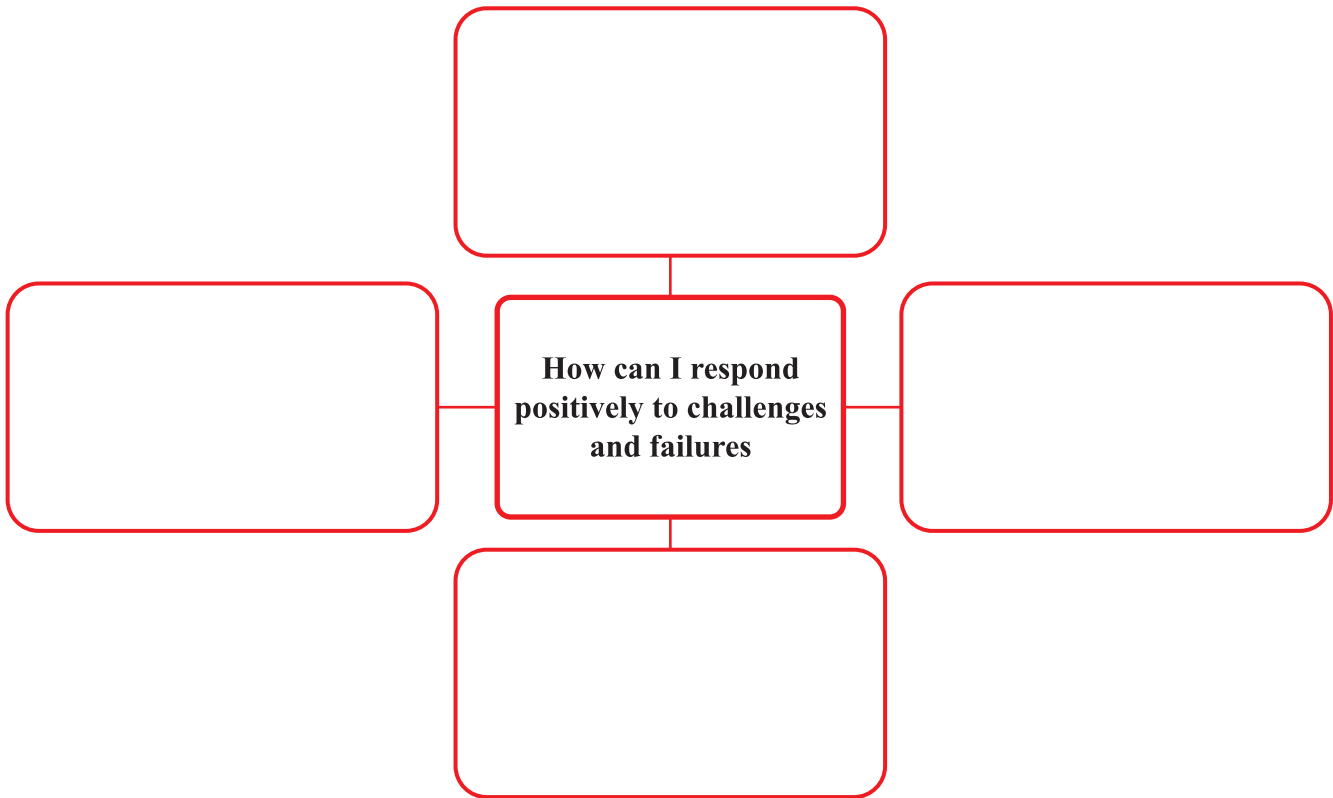 How can I respond
positively to challenges
and failures